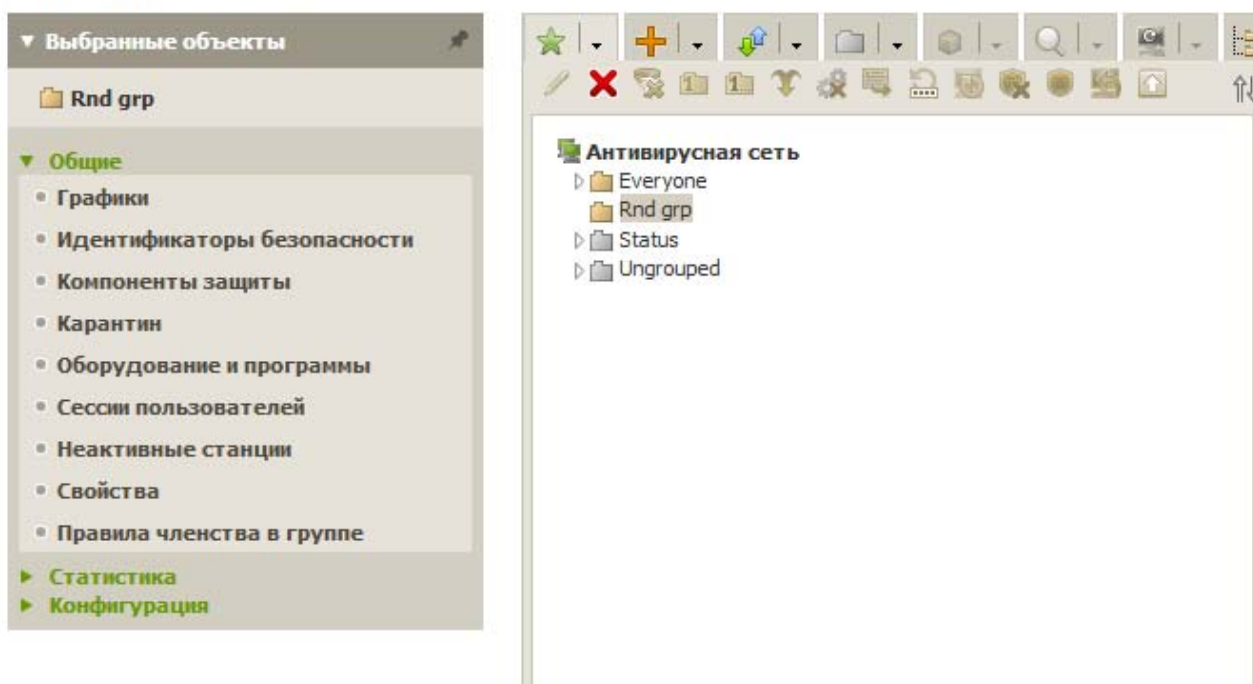 Выбранные объекты
Rnd grp
Общие
Графики
Идентификаторы безопасности
Компоненты защиты
Карантин
Оборудование и программы
Сессии пользователей
Неактивные станции
Свойства
Правила членства в группе
Статистика
Конфигурация
Антивирусная сеть
Everyone
Rnd grp
Status
Ungrouped